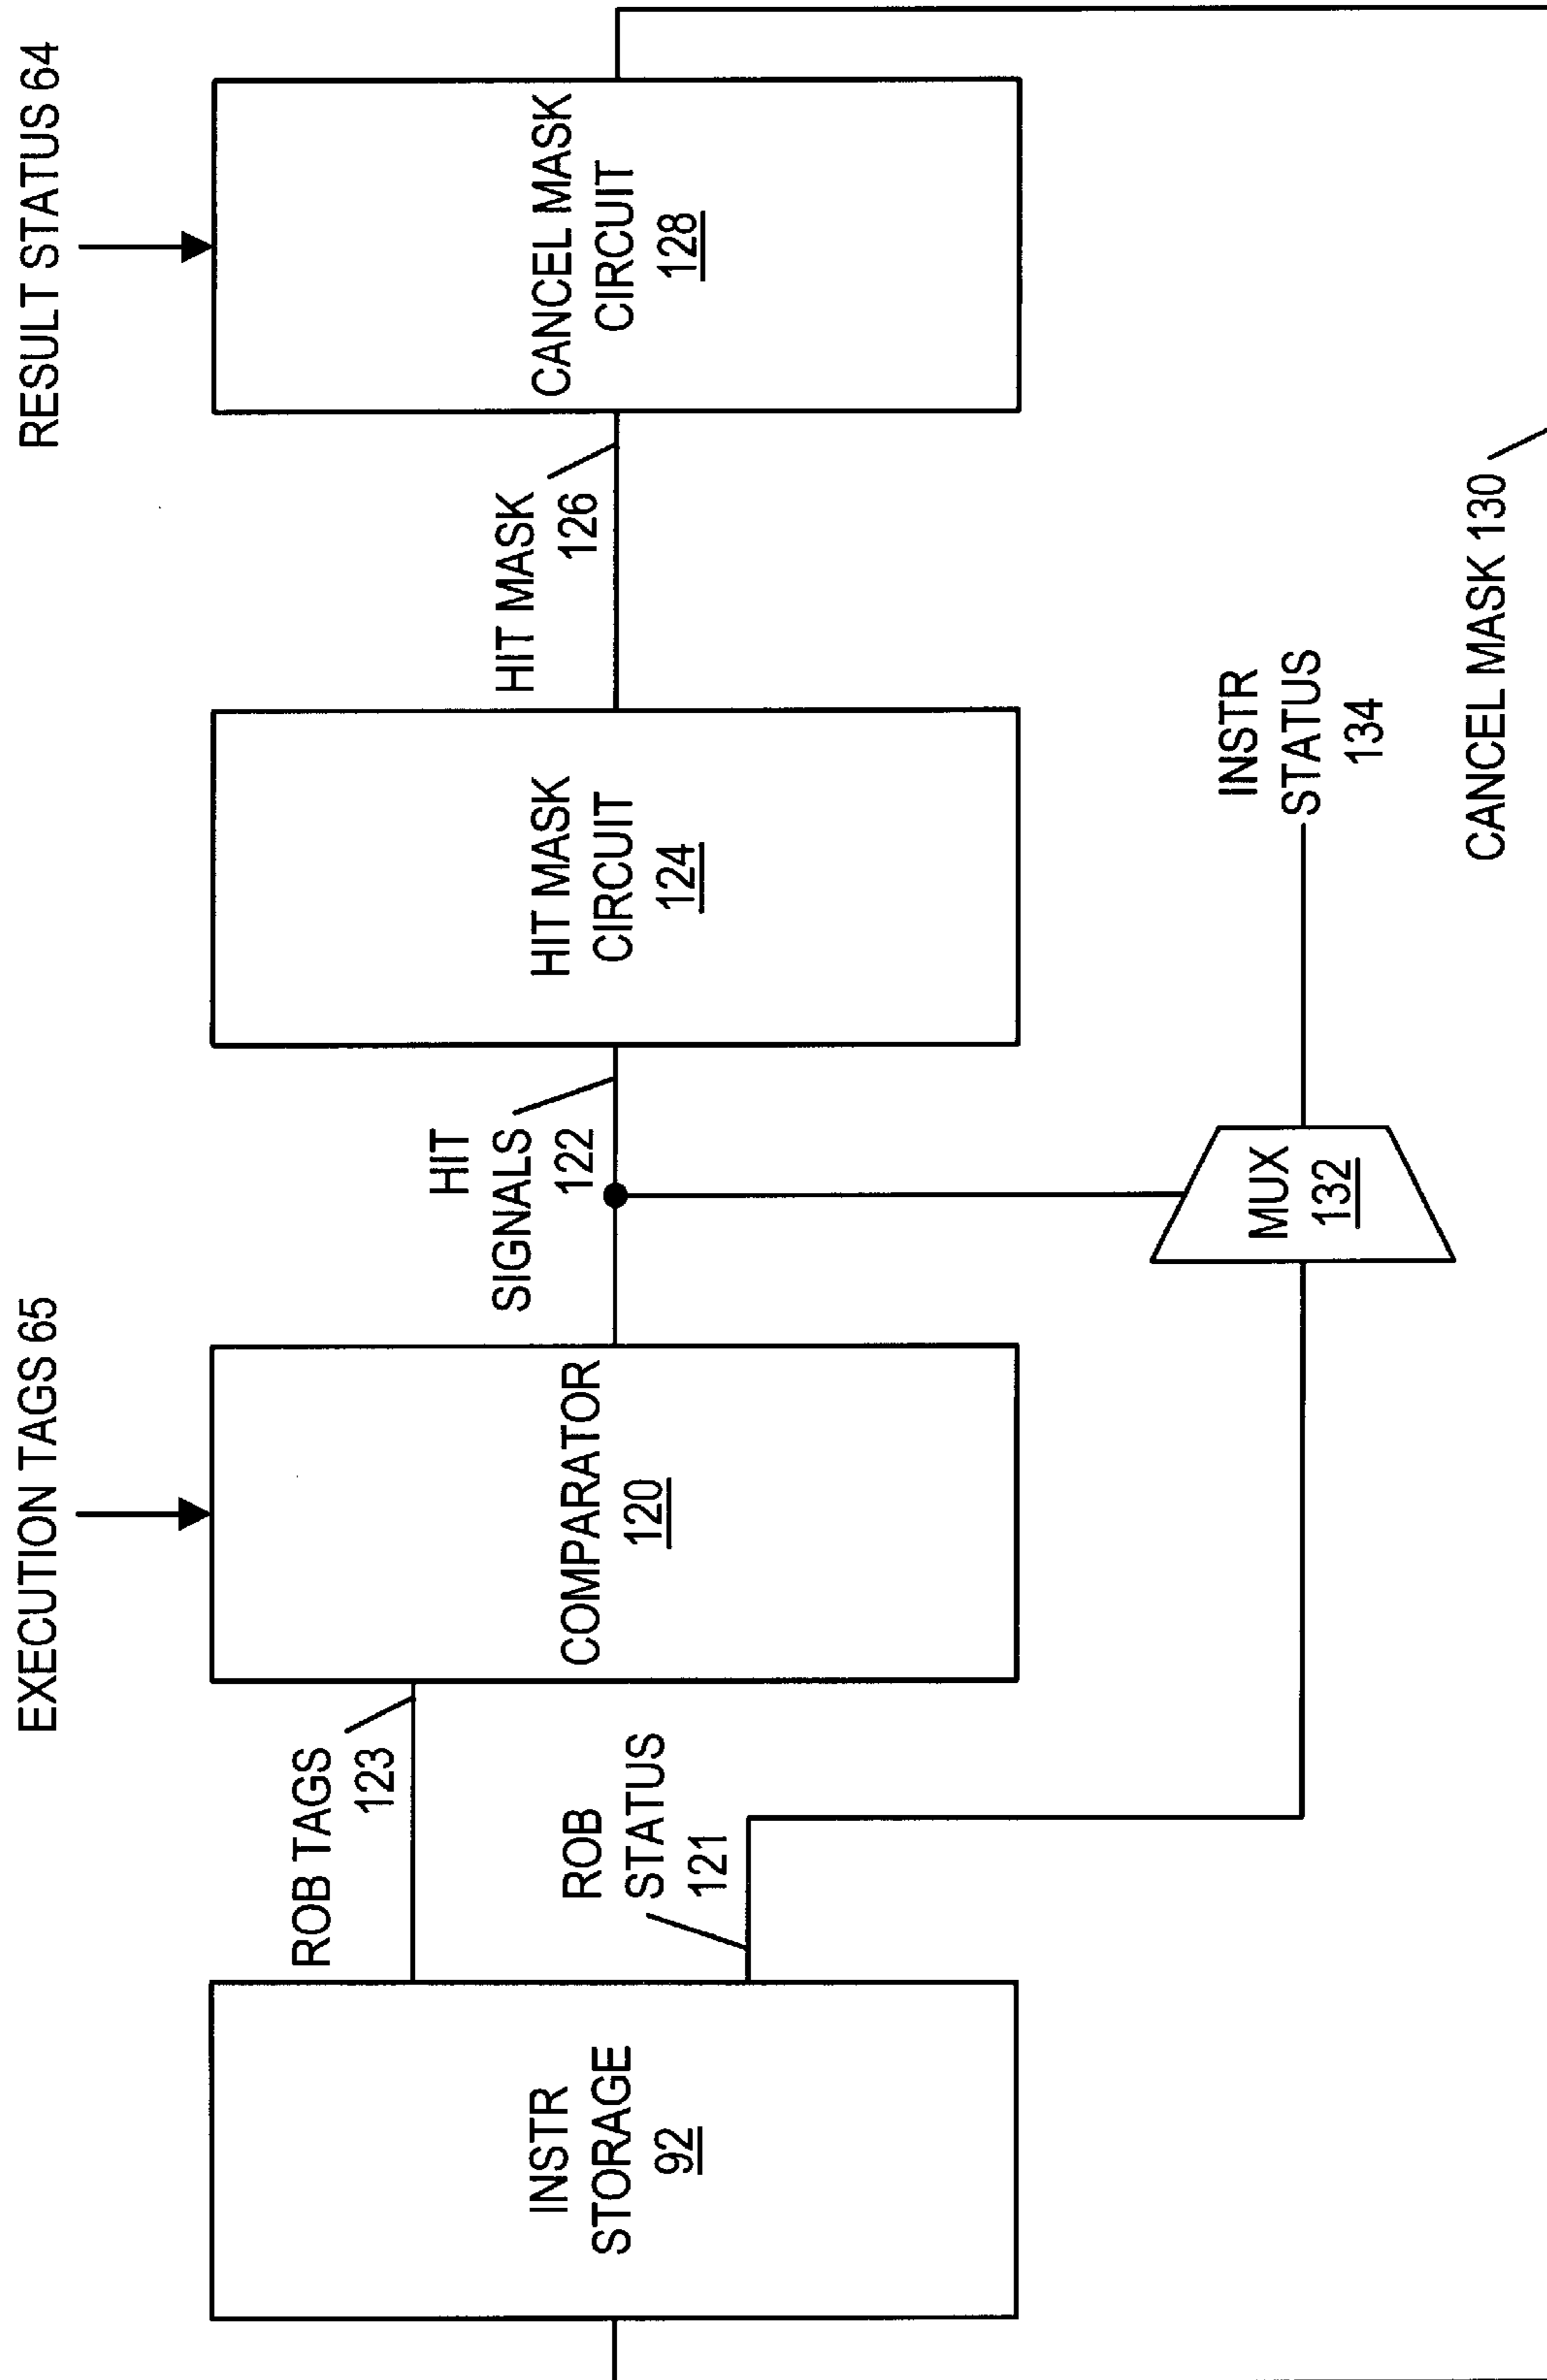 EXECUTION TAGS 65
RESULT STATUS 64
ROB TAGS
123
HIT
SIGNALS
122
HIT MASK
126
INSTR
STORAGE
92
ROB
STATUS
121
COMPARATOR
120
HIT MASK
CIRCUIT
124
CANCEL MASK
CIRCUIT
128
MUX
132
INSTR
STATUS
134
CANCEL MASK 130